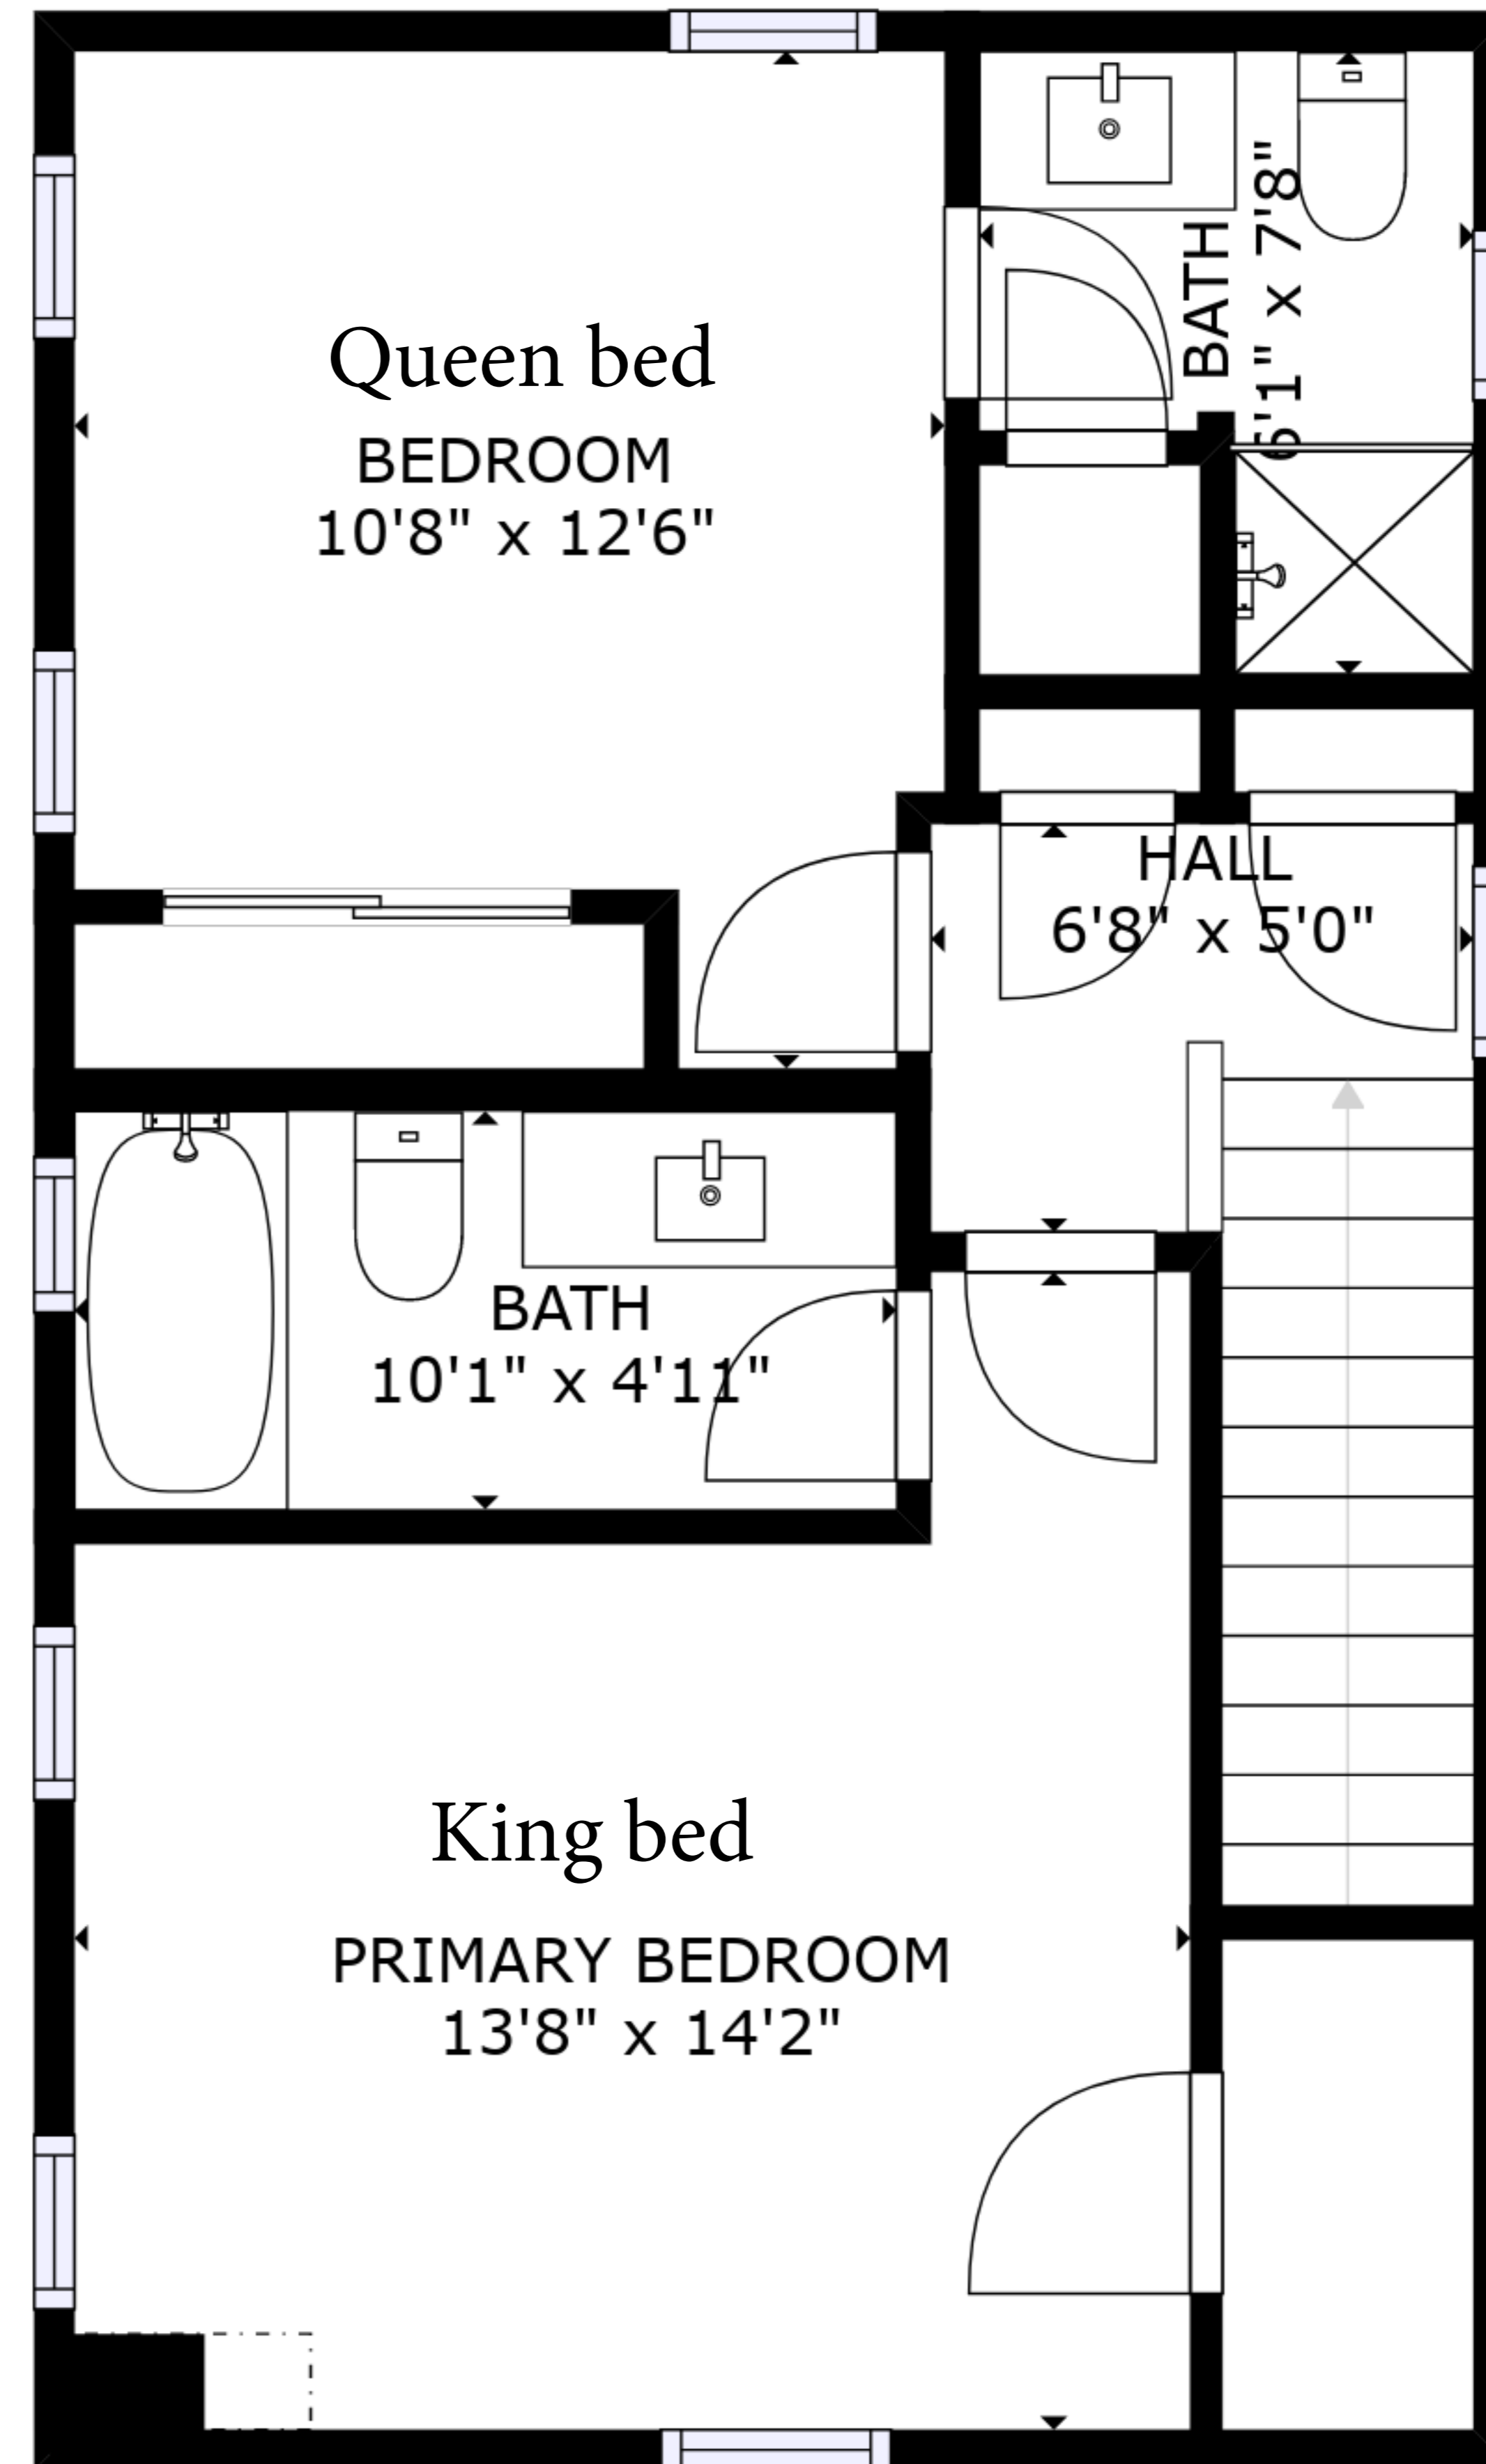 Queen bed
BEDROOM
10'8" x 12'6"
BATH
6'1" x 7'8"
HALL
6'8" x 5'0"
BATH
10'1" x 4'11"
King bed
PRIMARY BEDROOM
13'8" x 14'2"